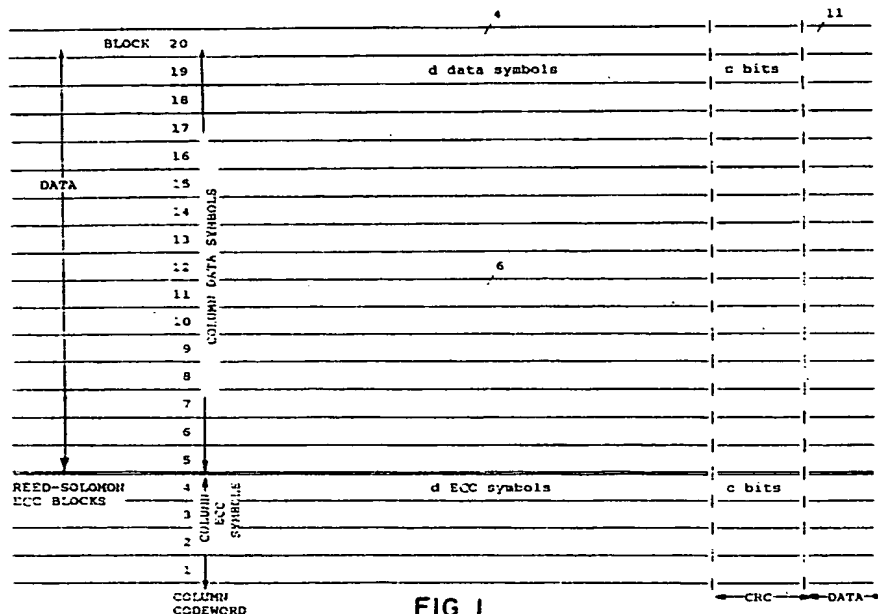 4
11
BLOCK 20
19 d data symbols c bits
18
17
16
DATA
15
14
13
12
6
11
10
9
8
7
6
5
COLUMN DATA SYMBOLS
REED-SOLOMON
ECC BLOCKS
4 d ECC symbols c bits
3
2
1
COLUMN
ECC
SYMBOLS
COLUMN
CODEWORD
CRC DATA
FIG. 1